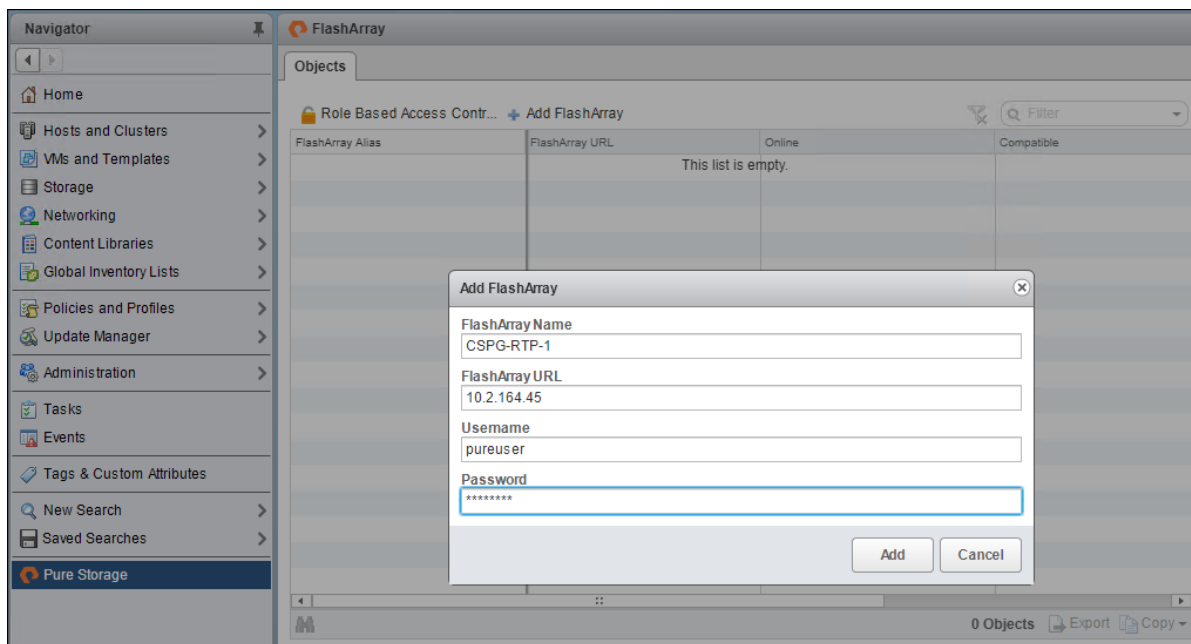 Navigator
FlashArray
Objects
Home
Role Based Access Contr... Add FlashArray
Filter
Hosts and Clusters
VMs and Templates
Storage
Networking
Content Libraries
Global Inventory Lists
Policies and Profiles
Update Manager
Administration
Tasks
Events
Tags & Custom Attributes
New Search
Saved Searches
Pure Storage
FlashArray Alias FlashArray URL Online Compatible
This list is empty.
Add FlashArray
FlashArray Name
CSPG-RTP-1
FlashArray URL
10.2.164.45
Username
pureuser
Password
********
Add Cancel
0 Objects Export Copy